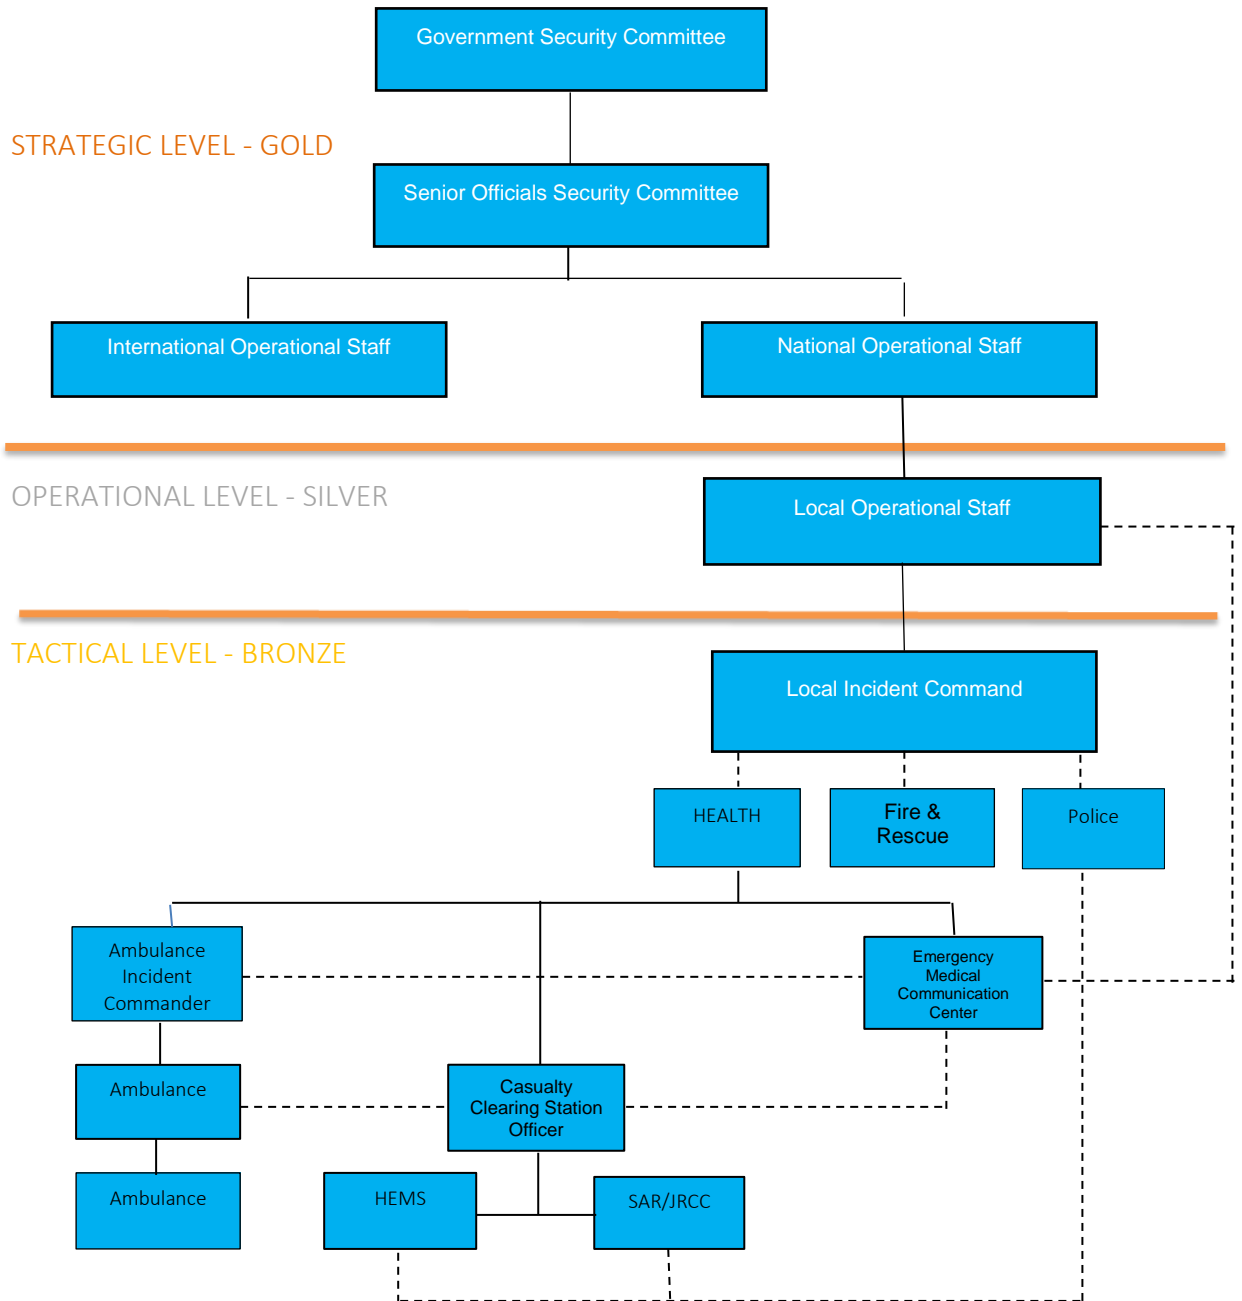 Government Security Committee
STRATEGIC LEVEL - GOLD
Senior Officials Security Committee
International Operational Staff
National Operational Staff
OPERATIONAL LEVEL - SILVER
Local Operational Staff
TACTICAL LEVEL - BRONZE
Local Incident Command
HEALTH
Fire &
Rescue
Police
Ambulance
Incident
Commander
Emergency
Medical
Communication
Center
Ambulance
Casualty
Clearing Station
Officer
Ambulance
HEMS
SAR/JRCC